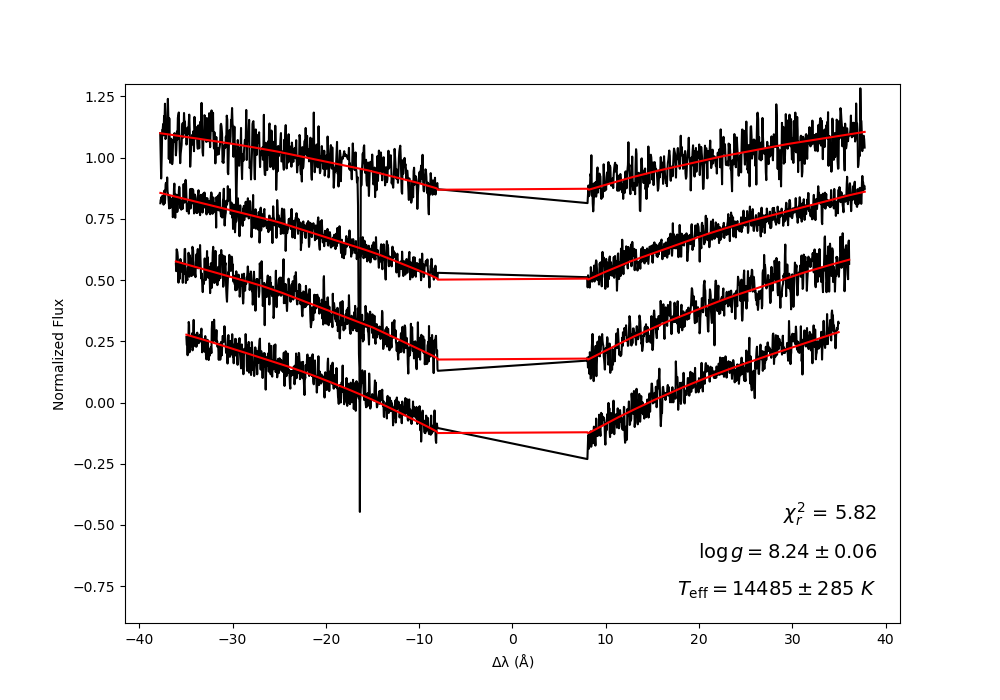 1.25
1.00
0.75
0.50
0.25
0.00
−0.25
−0.50
−0.75
Normalized Flux
χ²ᵣ = 5.82
log g = 8.24 ± 0.06
T_eff = 14485 ± 285 K
−40 −30 −20 −10 0 10 20 30 40
Δλ (Å)